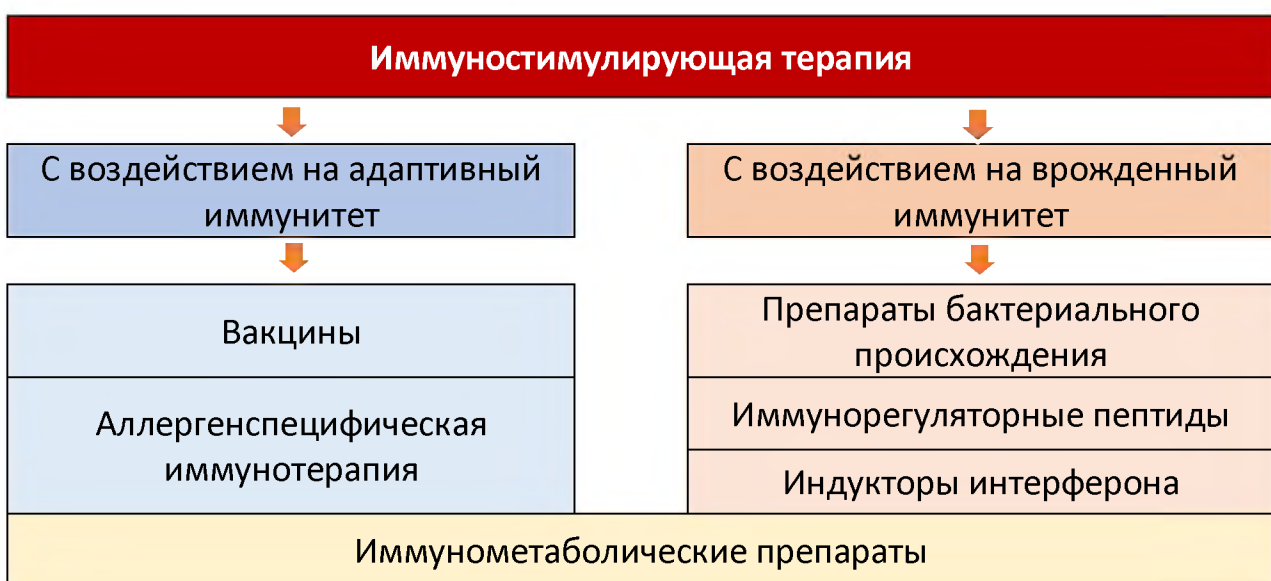 Иммуностимулирующая терапия
С воздействием на адаптивный
иммунитет
С воздействием на врожденный
иммунитет
Вакцины
Аллергенспецифическая
иммунотерапия
Препараты бактериального
происхождения
Иммунорегуляторные пептиды
Индукторы интерферона
Иммунометаболические препараты